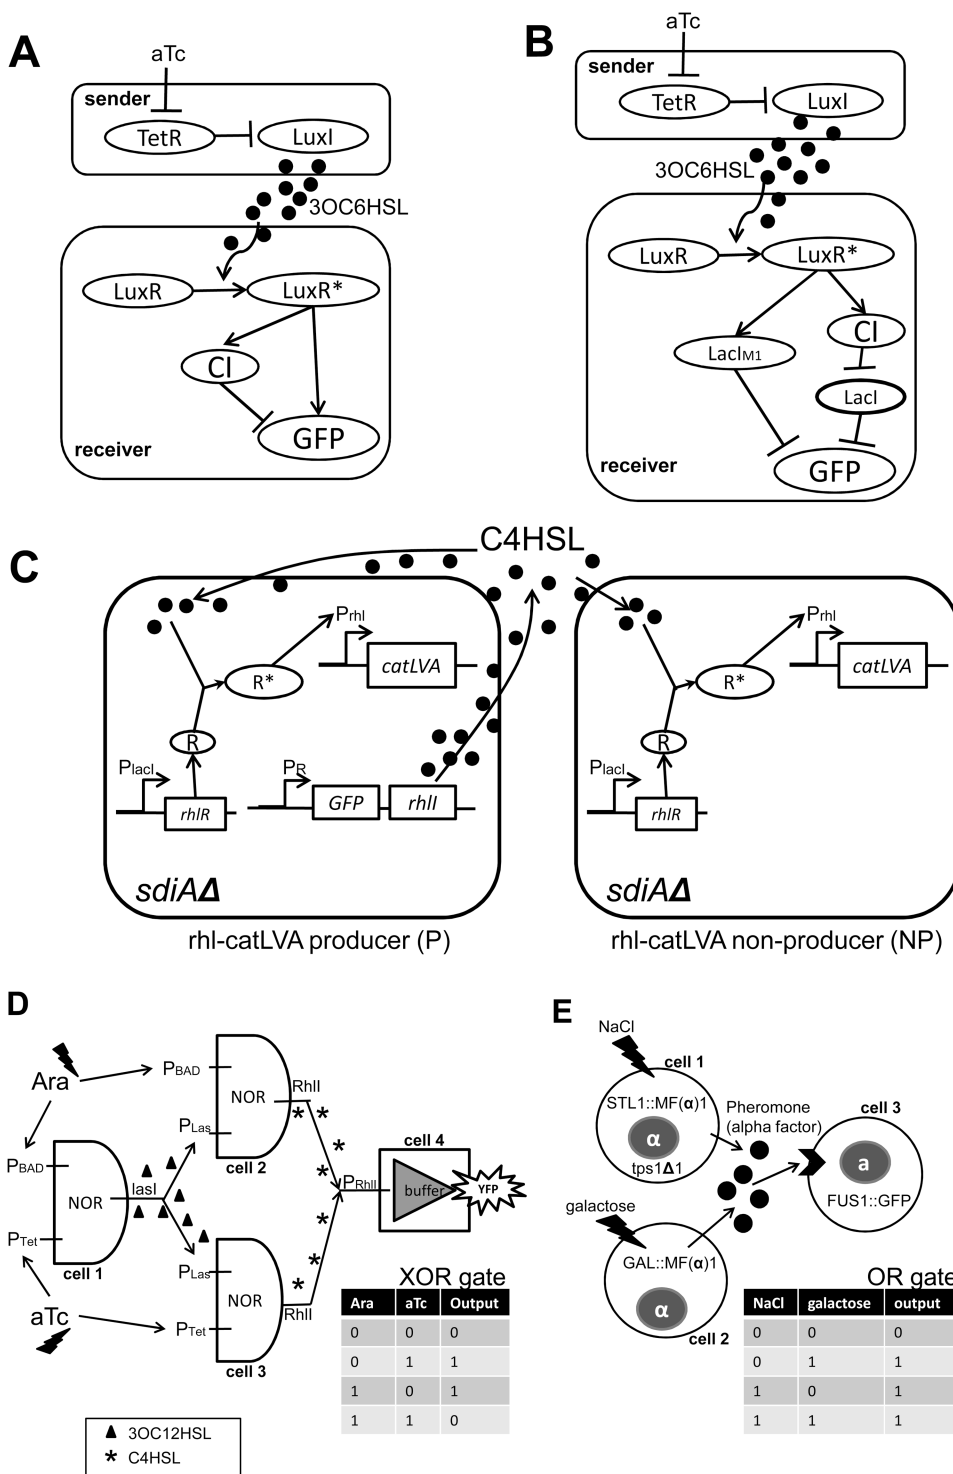 A
aTc
sender
TetR
LuxI
3OC6HSL
LuxR
LuxR*
CI
GFP
receiver
B
aTc
sender
TetR
LuxI
3OC6HSL
LuxR
LuxR*
CI
LacIM1
LacI
GFP
receiver
C
C4HSL
Prhl
catLVA
R*
R
PlacI
rhlR
PR
GFP
rhlI
sdiAΔ
rhl-catLVA producer (P)
Prhl
catLVA
R*
R
PlacI
rhlR
sdiAΔ
rhl-catLVA non-producer (NP)
D
Ara
PBAD
NOR
RhlI
PLas
cell 2
PBAD
NOR
lasI
PTet
cell 1
aTc
PLas
NOR
RhlI
PTet
cell 3
cell 4
PRhlI
buffer
YFP
XOR gate
Ara aTc Output
0 0 0
0 1 1
1 0 1
1 1 0
3OC12HSL
* C4HSL
E
NaCl
cell 1
STL1::MF(α)1
α
tps1Δ1
Pheromone
(alpha factor)
cell 3
a
FUS1::GFP
galactose
GAL::MF(α)1
α
cell 2
OR gate
NaCl galactose output
0 0 0
0 1 1
1 0 1
1 1 1